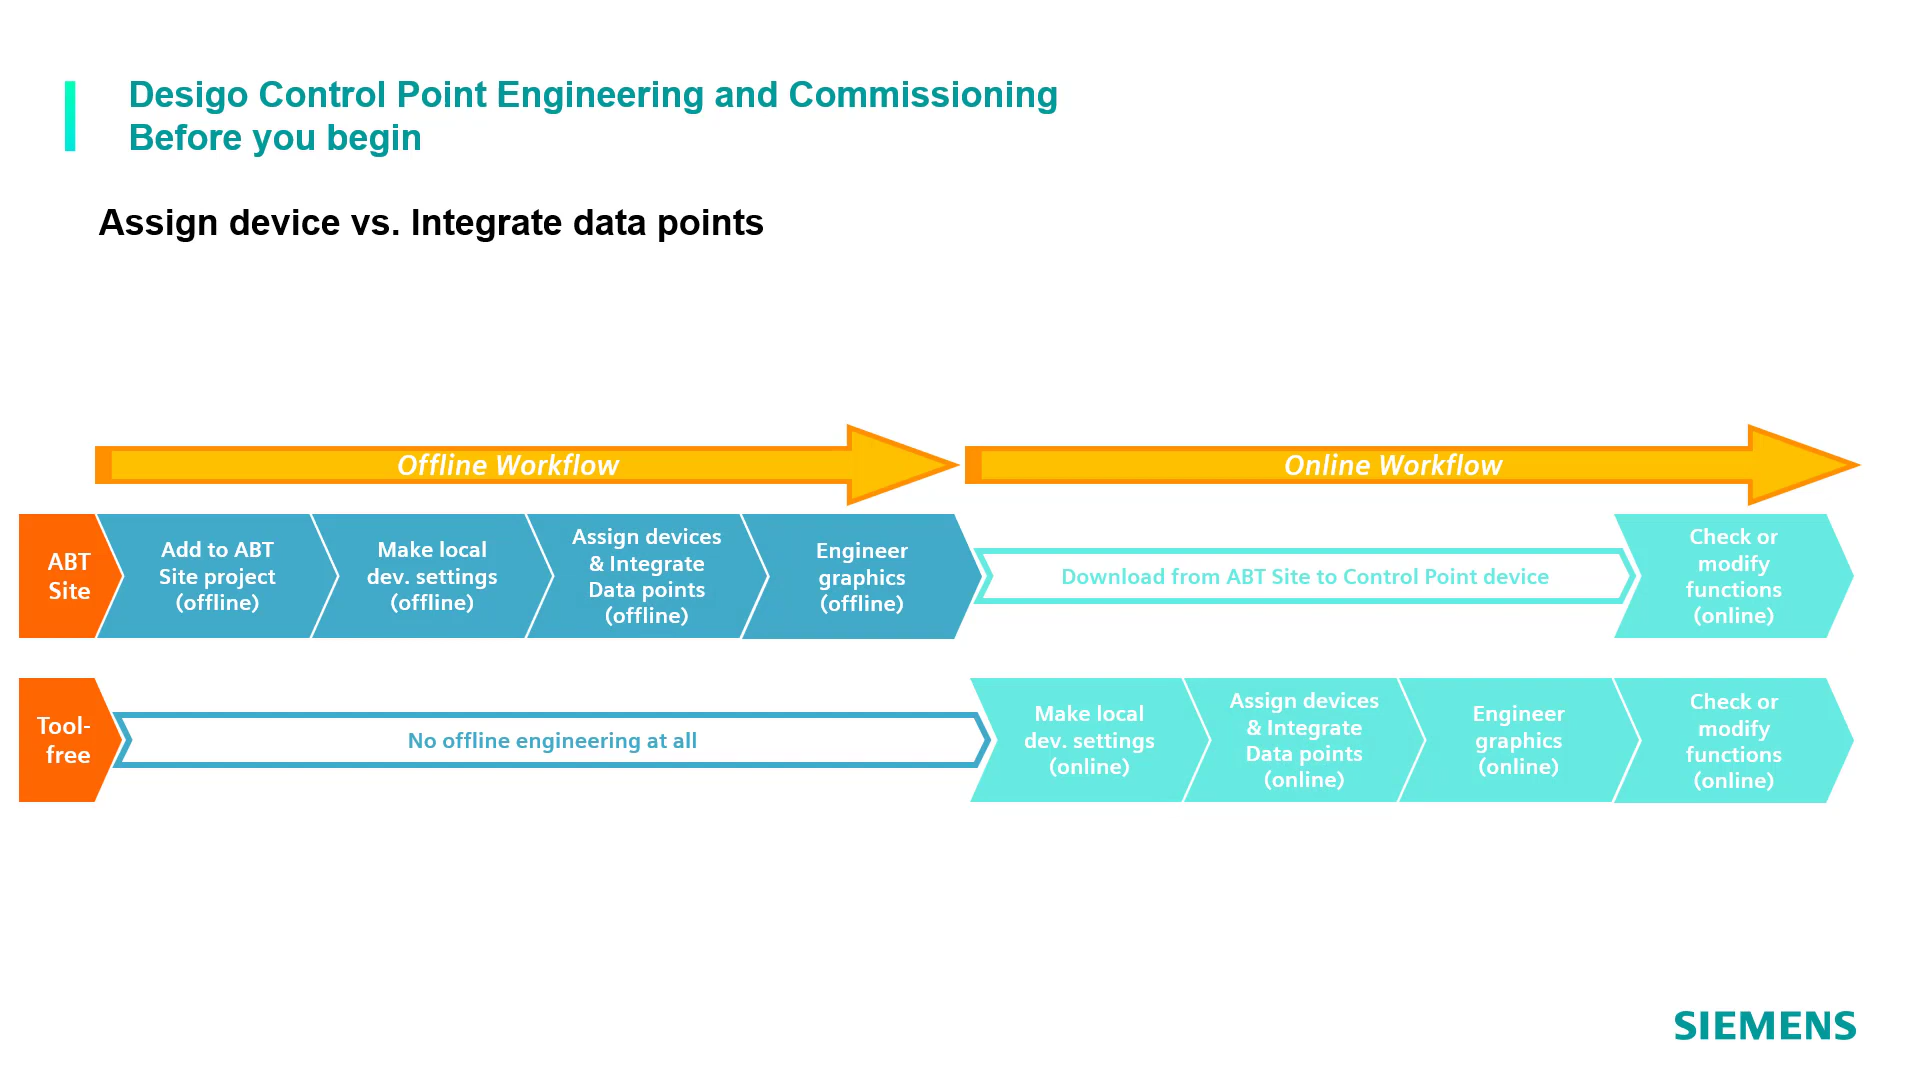 Desigo Control Point Engineering and Commissioning
Before you begin
Assign device vs. Integrate data points
Offline Workflow
Online Workflow
ABT
Site
Add to ABT
Site project
(offline)
Make local
dev. settings
(offline)
Assign devices
& Integrate
Data points
(offline)
Engineer
graphics
(offline)
Download from ABT Site to Control Point device
Check or
modify
functions
(online)
Tool-
free
No offline engineering at all
Make local
dev. settings
(online)
Assign devices
& Integrate
Data points
(online)
Engineer
graphics
(online)
Check or
modify
functions
(online)
SIEMENS